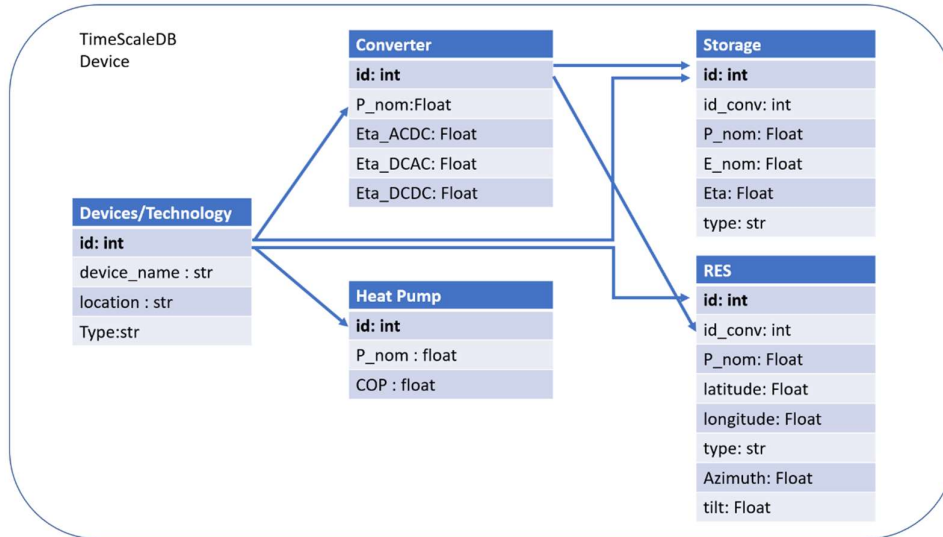 TimeScaleDB
Device
Devices/Technology
id: int
device_name : str
location : str
Type:str
Converter
id: int
P_nom:Float
Eta_ACDC: Float
Eta_DCAC: Float
Eta_DCDC: Float
Heat Pump
id: int
P_nom : float
COP : float
Storage
id: int
id_conv: int
P_nom: Float
E_nom: Float
Eta: Float
type: str
RES
id: int
id_conv: int
P_nom: Float
latitude: Float
longitude: Float
type: str
Azimuth: Float
tilt: Float